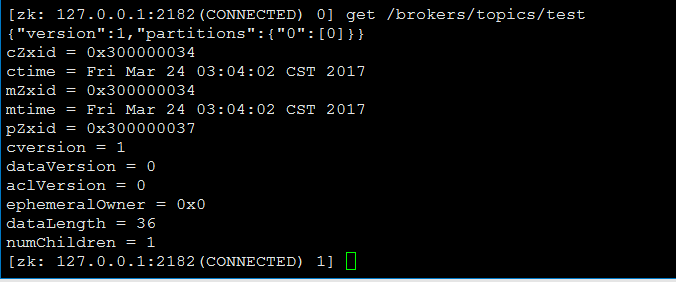 [zk: 127.0.0.1:2182(CONNECTED) 0] get /brokers/topics/test
{"version":1,"partitions":{"0":[0]}}
cZxid = 0x300000034
ctime = Fri Mar 24 03:04:02 CST 2017
mZxid = 0x300000034
mtime = Fri Mar 24 03:04:02 CST 2017
pZxid = 0x300000037
cversion = 1
dataVersion = 0
aclVersion = 0
ephemeralOwner = 0x0
dataLength = 36
numChildren = 1
[zk: 127.0.0.1:2182(CONNECTED) 1]